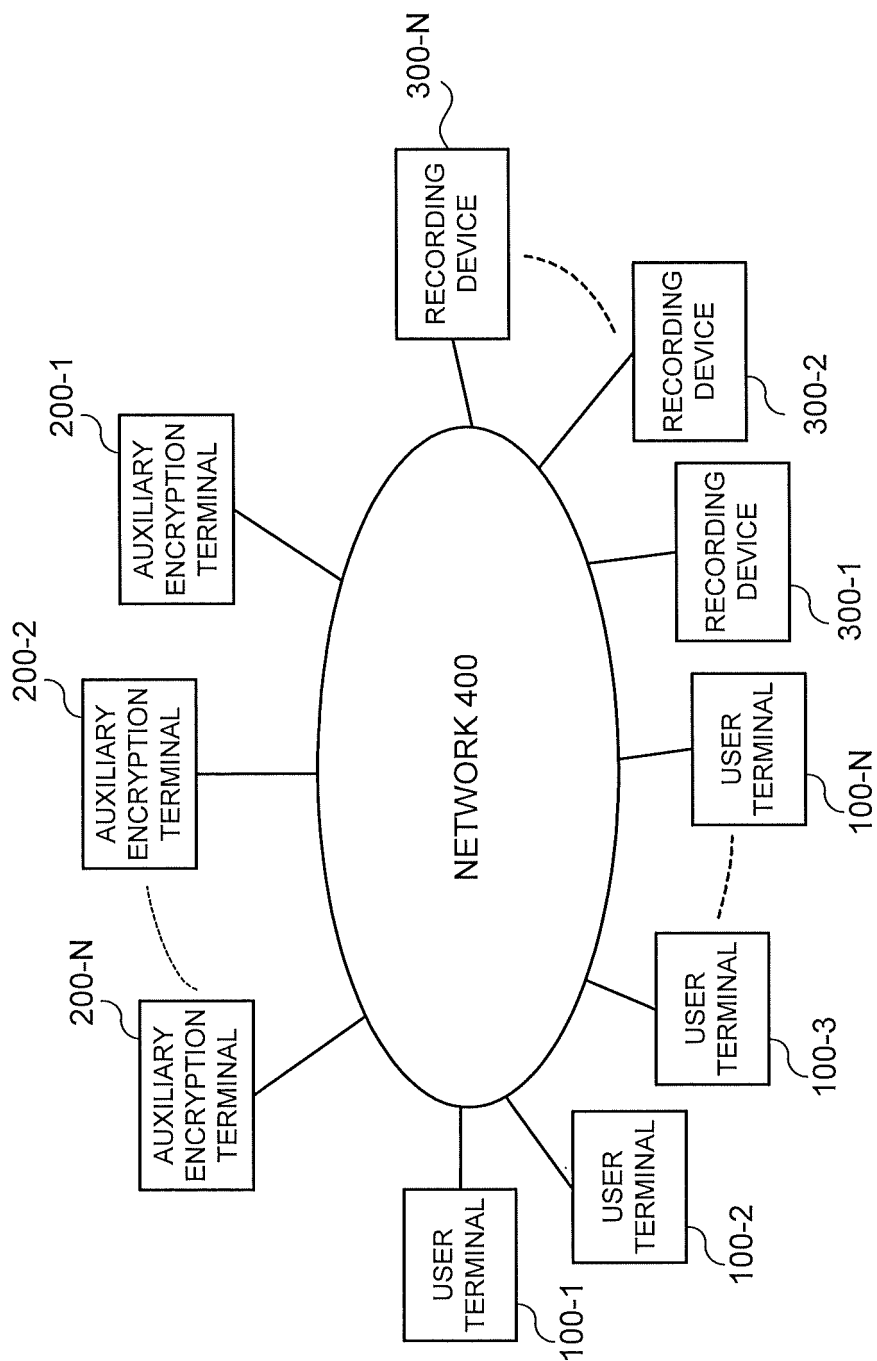 200-N
AUXILIARY
ENCRYPTION
TERMINAL
200-2
AUXILIARY
ENCRYPTION
TERMINAL
200-1
AUXILIARY
ENCRYPTION
TERMINAL
300-N
RECORDING
DEVICE
NETWORK 400
USER
TERMINAL
100-1
USER
TERMINAL
100-2
USER
TERMINAL
100-3
USER
TERMINAL
100-N
RECORDING
DEVICE
300-1
RECORDING
DEVICE
300-2